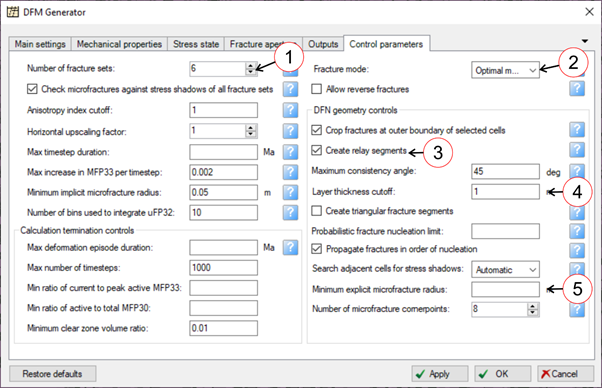 DFM Generator
Main settings Mechanical properties Stress state Fracture aper Outputs Control parameters
Number of fracture sets: 6 1
Check microfractures against stress shadows of all fracture sets
Anisotropy index cutoff: 1
Horizontal upscaling factor: 1
Max timestep duration: Ma
Max increase in MFP33 per timestep: 0.002
Minimum implicit microfracture radius: 0.05 m
Number of bins used to integrate uFP32: 10
Calculation termination controls
Max deformation episode duration: Ma
Max number of timesteps: 1000
Min ratio of current to peak active MFP33:
Min ratio of active to total MFP30:
Minimum clear zone volume ratio: 0.01
Fracture mode: Optimal m... 2
Allow reverse fractures
DFN geometry controls
Crop fractures at outer boundary of selected cells
Create relay segments 3
Maximum consistency angle: 45 deg
Layer thickness cutoff: 1 4
Create triangular fracture segments
Probabilistic fracture nucleation limit:
Propagate fractures in order of nucleation
Search adjacent cells for stress shadows: Automatic
Minimum explicit microfracture radius: 5
Number of microfracture cornerpoints: 8
Restore defaults Apply OK Cancel